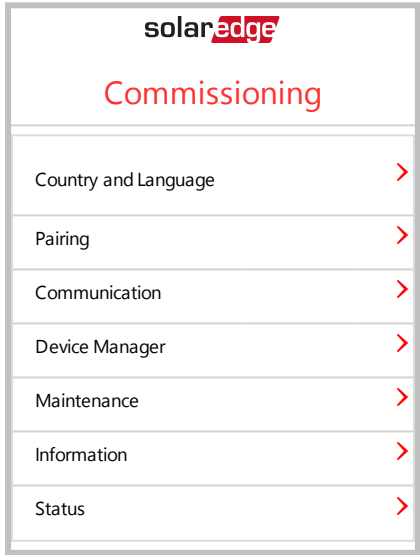 solaredge
Commissioning
Country and Language
Pairing
Communication
Device Manager
Maintenance
Information
Status